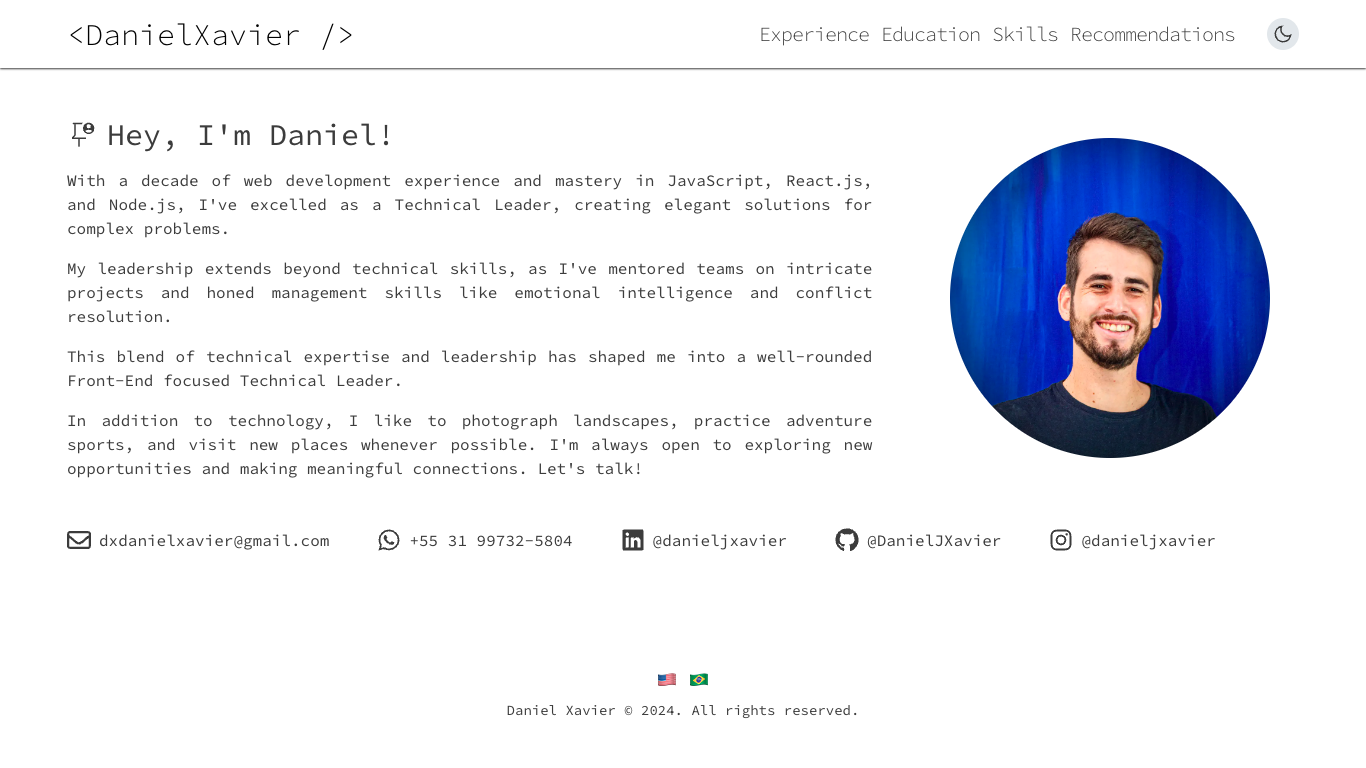 <DanielXavier />
Experience Education Skills Recommendations
Hey, I'm Daniel!
With a decade of web development experience and mastery in JavaScript, React.js,
and Node.js, I've excelled as a Technical Leader, creating elegant solutions for
complex problems.
My leadership extends beyond technical skills, as I've mentored teams on intricate
projects and honed management skills like emotional intelligence and conflict
resolution.
This blend of technical expertise and leadership has shaped me into a well-rounded
Front-End focused Technical Leader.
In addition to technology, I like to photograph landscapes, practice adventure
sports, and visit new places whenever possible. I'm always open to exploring new
opportunities and making meaningful connections. Let's talk!
dxdanielxavier@gmail.com +55 31 99732-5804 @danieljxavier @DanielJXavier @danieljxavier
Daniel Xavier © 2024. All rights reserved.